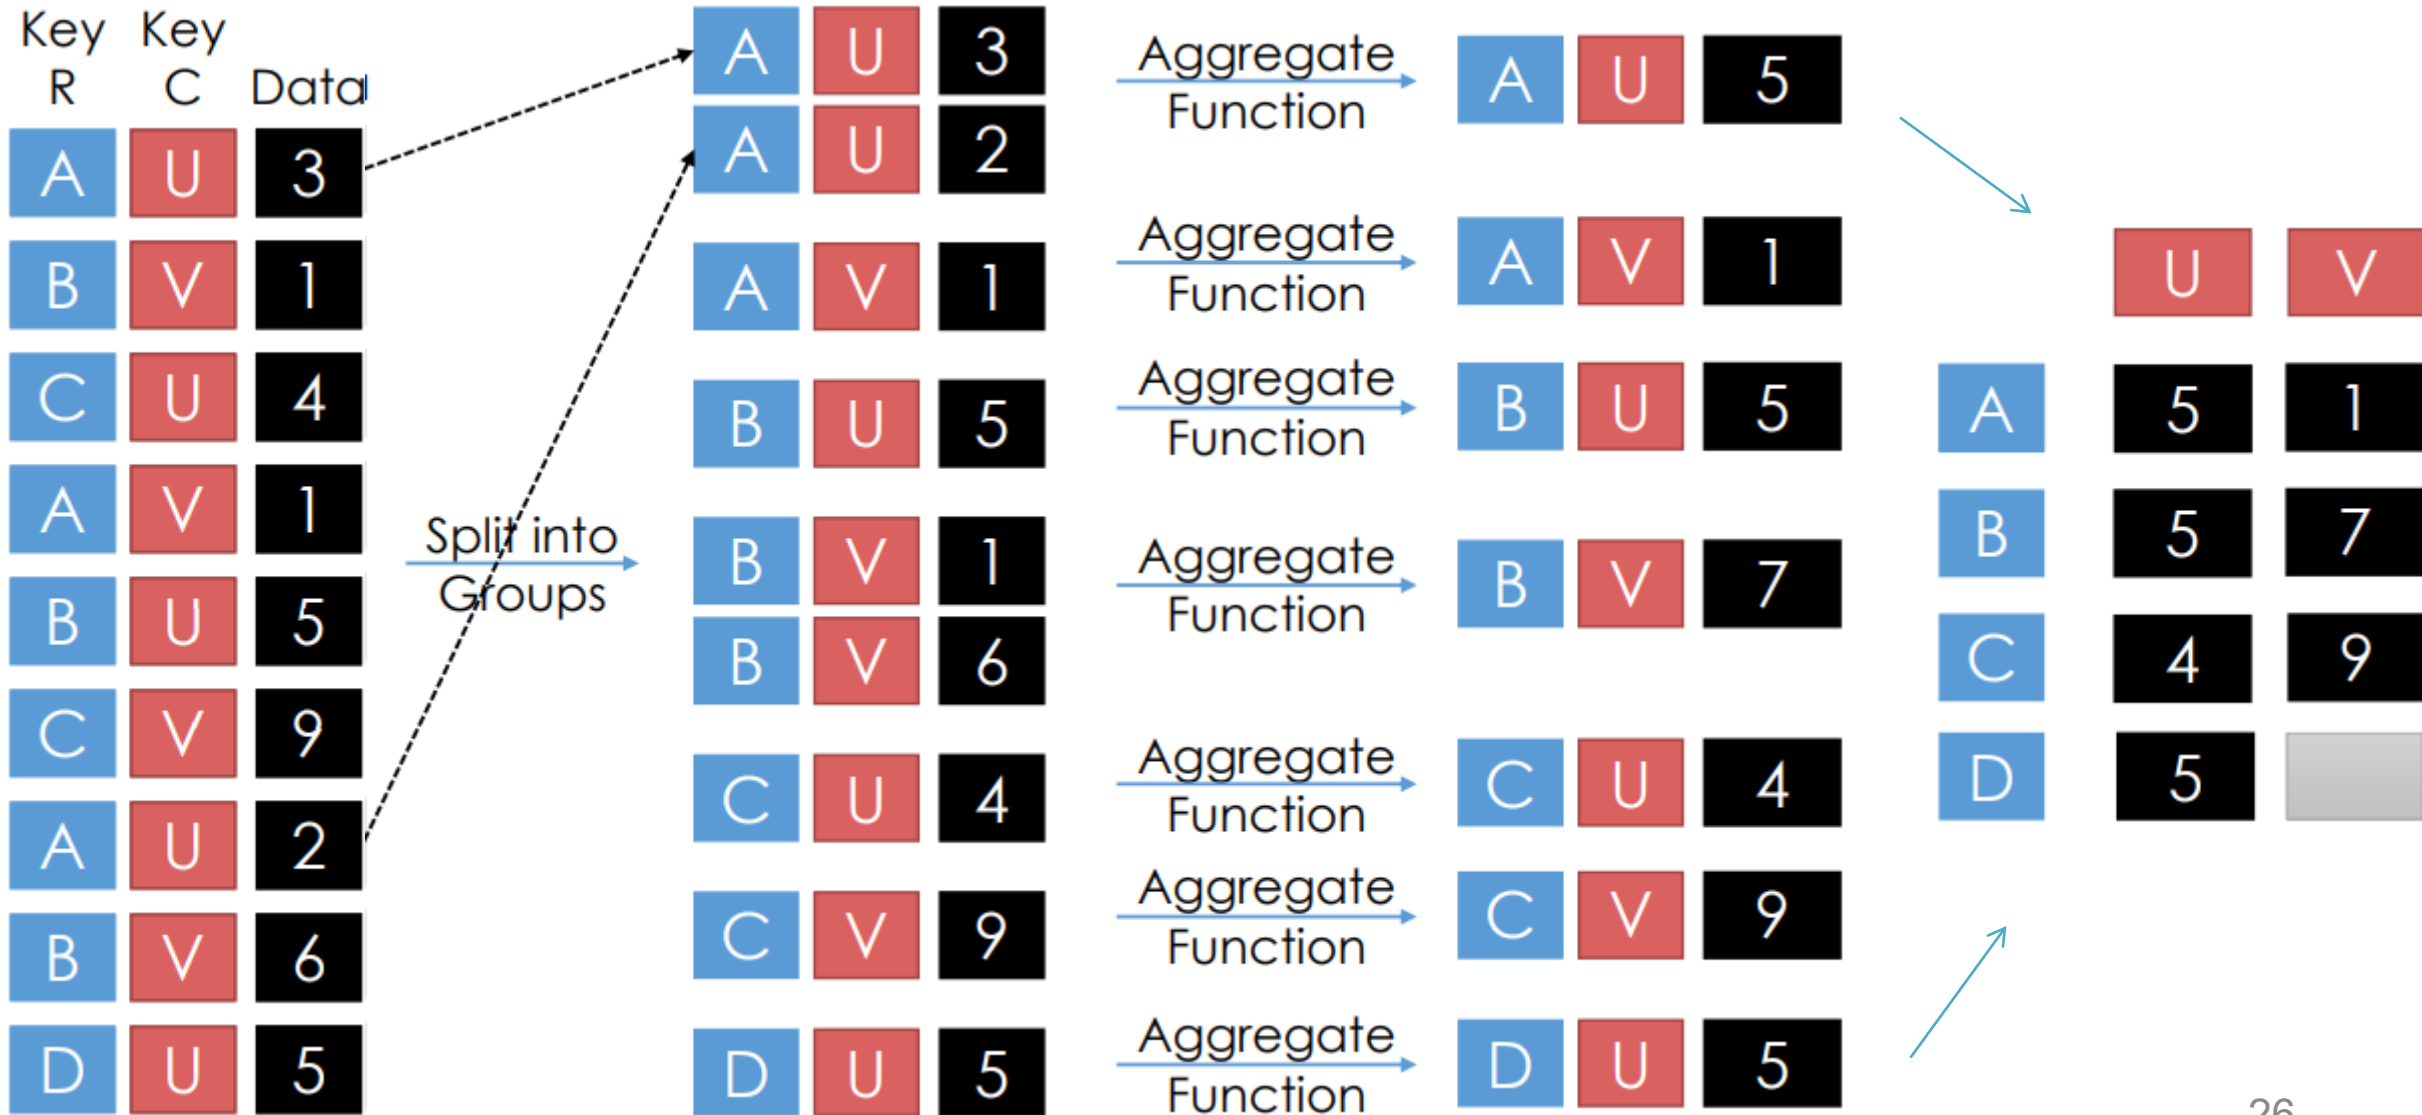 Key Key
R C Data
A U 3
B V 1
C U 4
A V 1
B U 5
C V 9
A U 2
B V 6
D U 5
Split into
Groups
A U 3
A U 2
A V 1
B U 5
B V 1
B V 6
C U 4
C V 9
D U 5
Aggregate
Function
Aggregate
Function
Aggregate
Function
Aggregate
Function
Aggregate
Function
Aggregate
Function
Aggregate
Function
A U 5
A V 1
B U 5
B V 7
C U 4
C V 9
D U 5
U V
A 5 1
B 5 7
C 4 9
D 5
26